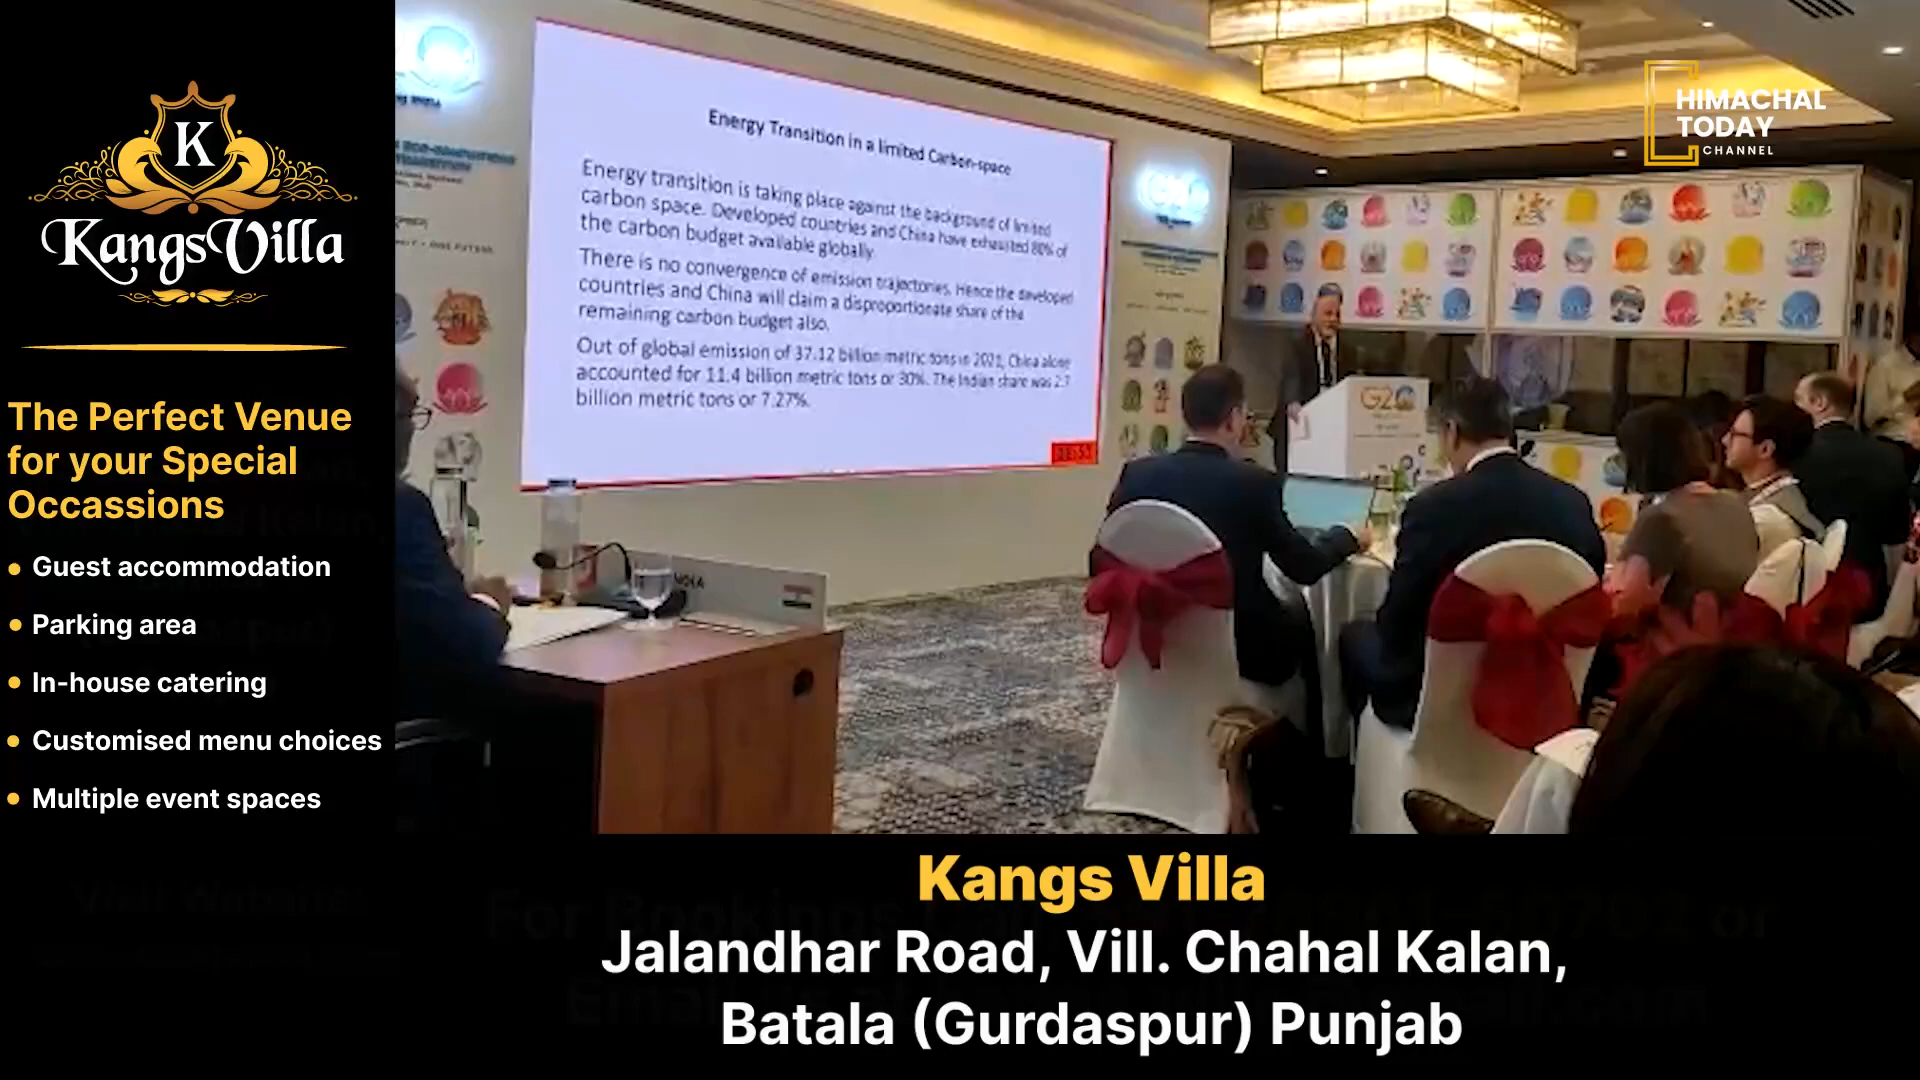 K
KangsVilla
The Perfect Venue
for your Special
Occassions
Guest accommodation
Parking area
In-house catering
Customised menu choices
Multiple event spaces
Energy Transition in a limited Carbon-space
Energy transition is taking place against the background of limited
carbon space. Developed countries and China have exhausted 80% of
the carbon budget available globally.
There is no convergence of emission trajectories. Hence the developed
countries and China will claim a disproportionate share of the
remaining carbon budget also.
Out of global emission of 37.12 billion metric tons in 2021, China alone
accounted for 11.4 billion metric tons or 30%. The Indian share was 2.7
billion metric tons or 7.27%.
HIMACHAL
TODAY
CHANNEL
G20
Kangs Villa
Jalandhar Road, Vill. Chahal Kalan,
Batala (Gurdaspur) Punjab